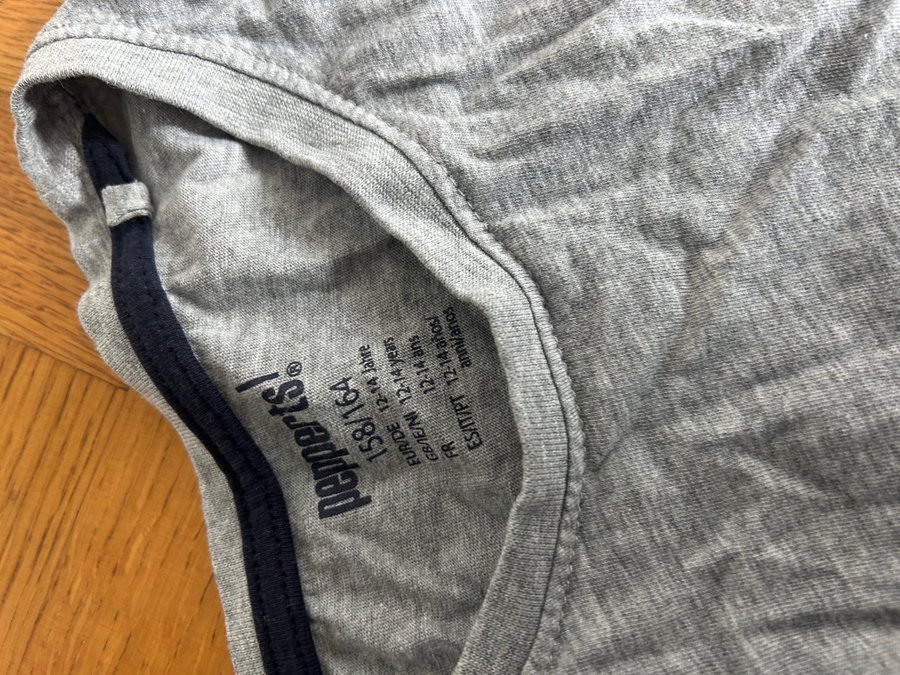 pepperts!®
158/164
EUR/DE 12-14 Jahre
GB/IE/NI 12-14 years
FR 12-14 ans
ES/IT/PT 12-14 años/
anni/anos